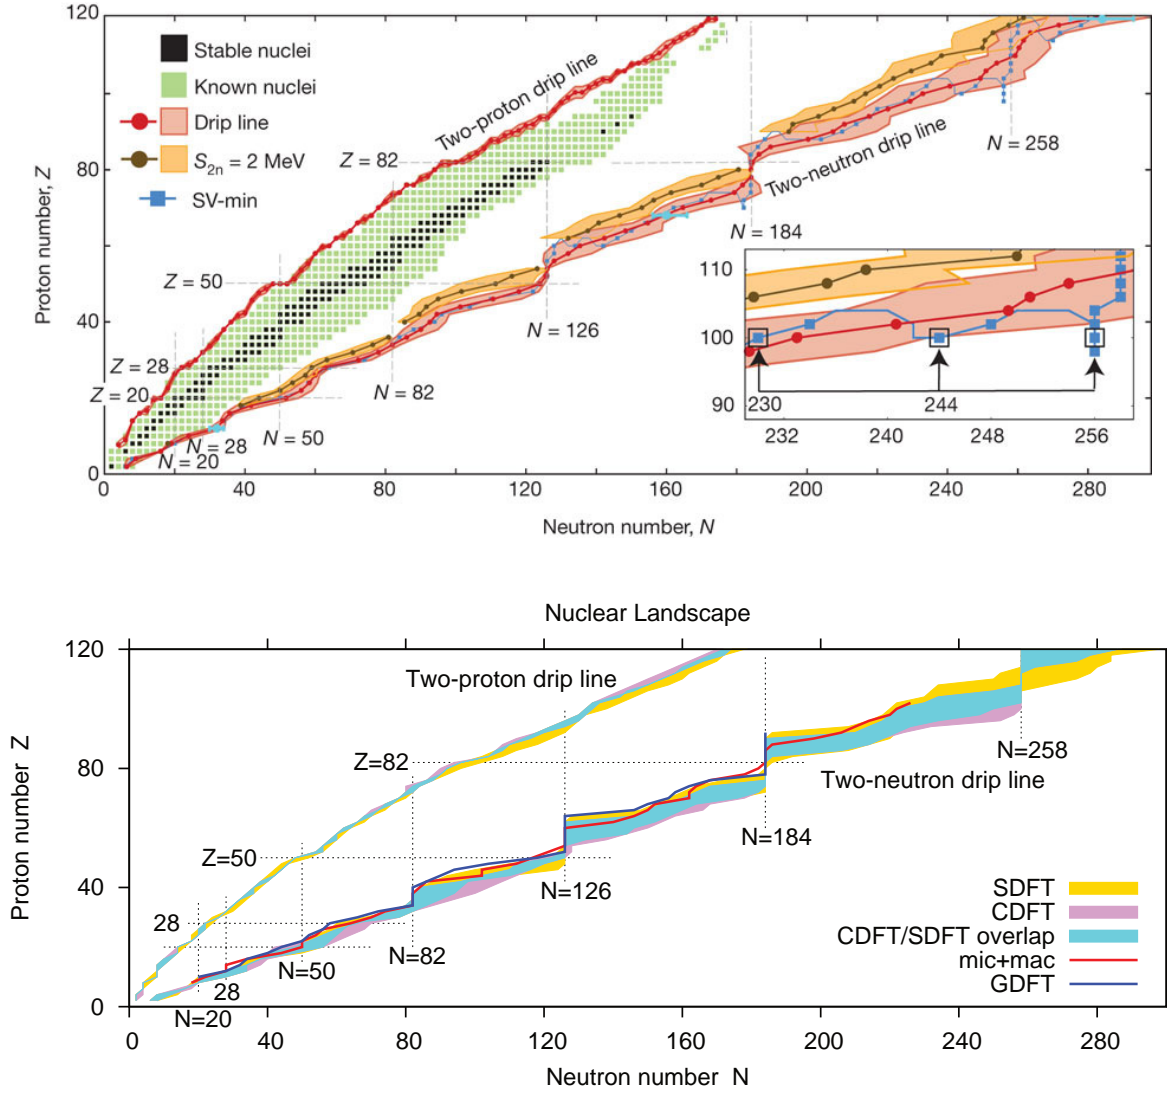 120
80
40
0
Proton number, Z
Stable nuclei
Known nuclei
Drip line
S2n = 2 MeV
SV-min
Two-proton drip line
Two-neutron drip line
Z = 82
Z = 50
Z = 28
Z = 20
N = 20
N = 28
N = 50
N = 82
N = 126
N = 184
N = 258
110
100
90
230
244
232
240
248
256
0
40
80
120
160
200
240
280
Neutron number, N
Nuclear Landscape
120
80
40
0
Proton number Z
Two-proton drip line
Two-neutron drip line
Z=82
Z=50
28
N=20
28
N=50
N=82
N=126
N=184
N=258
SDFT
CDFT
CDFT/SDFT overlap
mic+mac
GDFT
0
40
80
120
160
200
240
280
Neutron number N